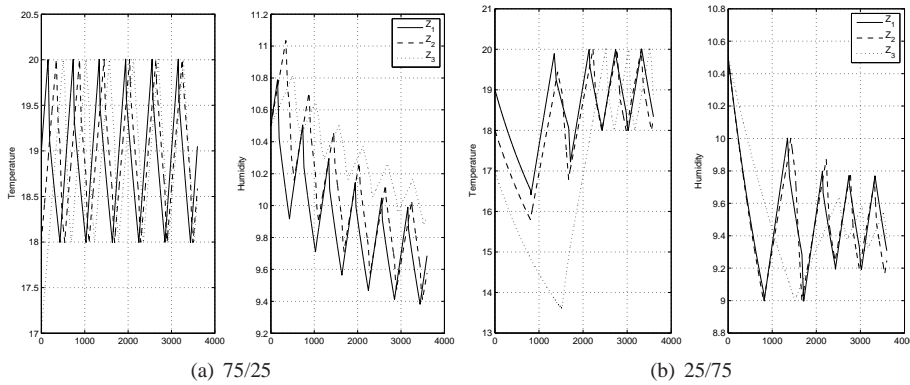 20.5
20
19.5
19
18.5
18
17.5
17
Temperature
0 1000 2000 3000 4000
11.2
11
10.8
10.6
10.4
10.2
10
9.8
9.6
9.4
9.2
Humidity
0 1000 2000 3000 4000
Z1
Z2
Z3
(a) 75/25
21
20
19
18
17
16
15
14
13
Temperature
0 1000 2000 3000 4000
10.8
10.6
10.4
10.2
10
9.8
9.6
9.4
9.2
9
8.8
Humidity
0 1000 2000 3000 4000
Z1
Z2
Z3
(b) 25/75